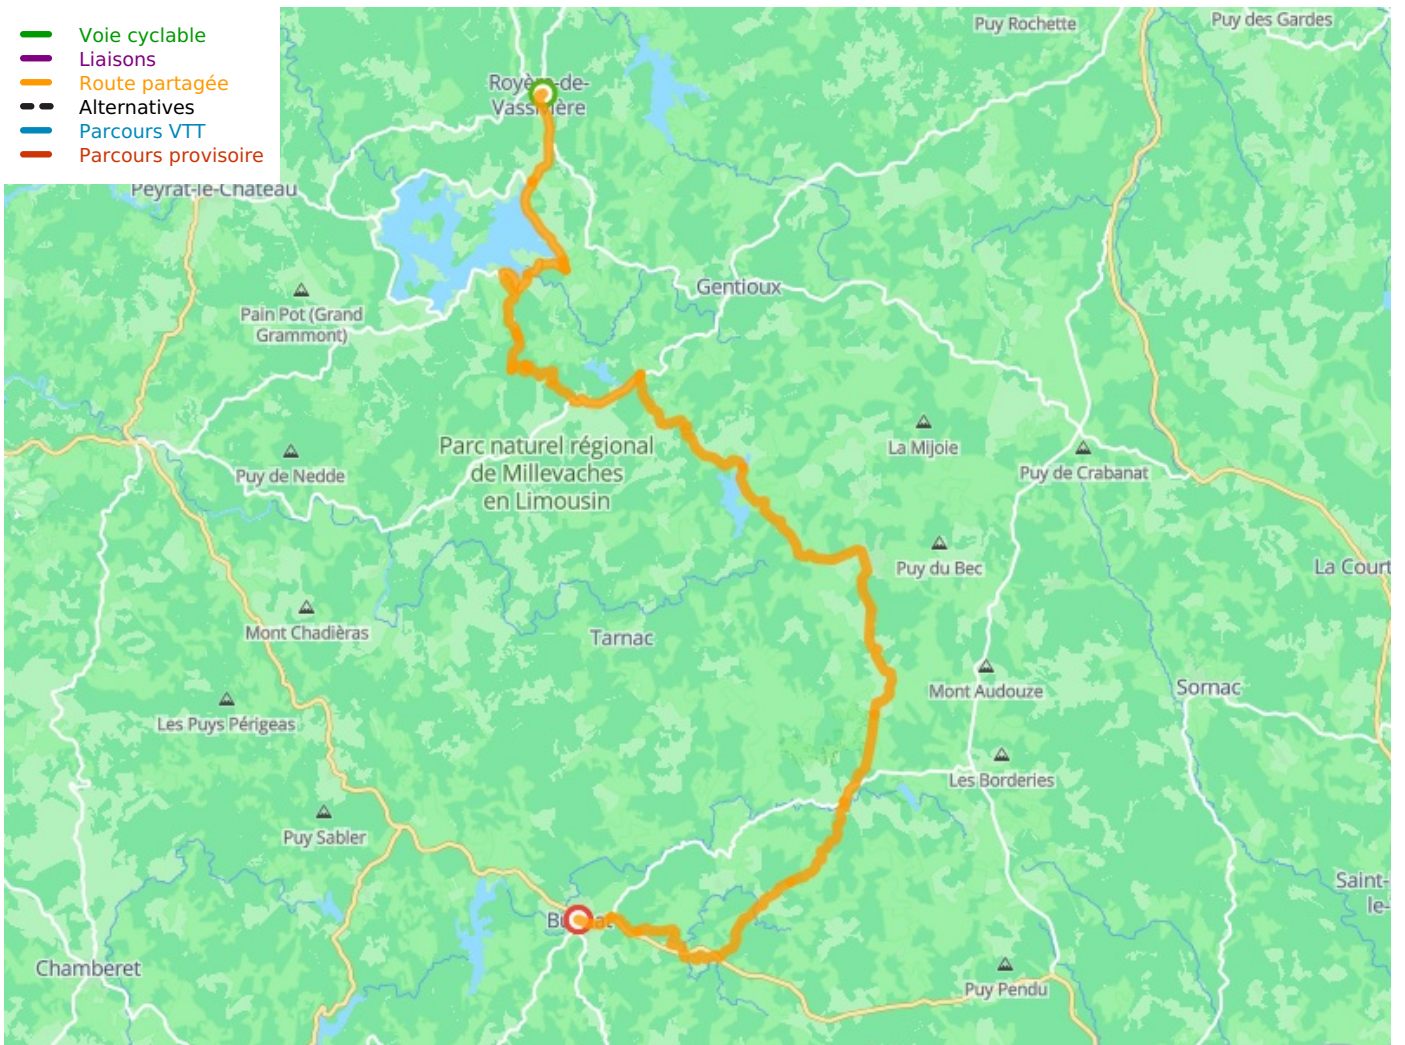 Voie cyclable
Liaisons
Route partagée
Alternatives
Parcours VTT
Parcours provisoire
Puy Rochette
Puy des Gardes
Vassivière
Peyrat-le-Château
Gentioux
Pain Pot (Grand
Grammont)
La Mijoie
Parc naturel régional
de Millevaches
en Limousin
Puy de Nedde
Puy de Crabanat
Puy du Bec
La Court
Mont Chadièras
Tarnac
Mont Audouze
Sornac
Les Puys Périgeas
Les Borderies
Puy Sabler
Saint-
le-
Chamberet
Puy Pendu